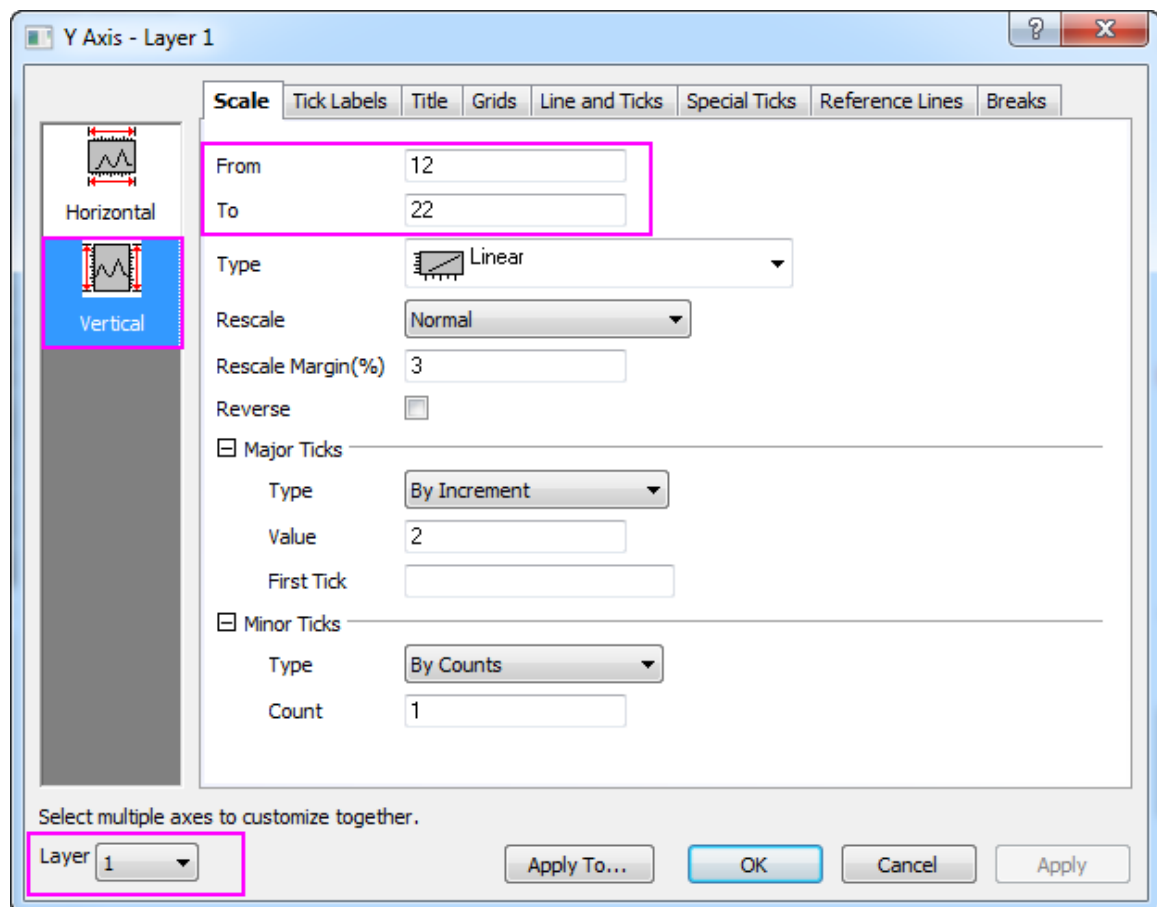 Y Axis - Layer 1
Scale Tick Labels Title Grids Line and Ticks Special Ticks Reference Lines Breaks
Horizontal
Vertical
From 12
To 22
Type Linear
Rescale Normal
Rescale Margin(%) 3
Reverse
Major Ticks
Type By Increment
Value 2
First Tick
Minor Ticks
Type By Counts
Count 1
Select multiple axes to customize together.
Layer 1 Apply To... OK Cancel Apply